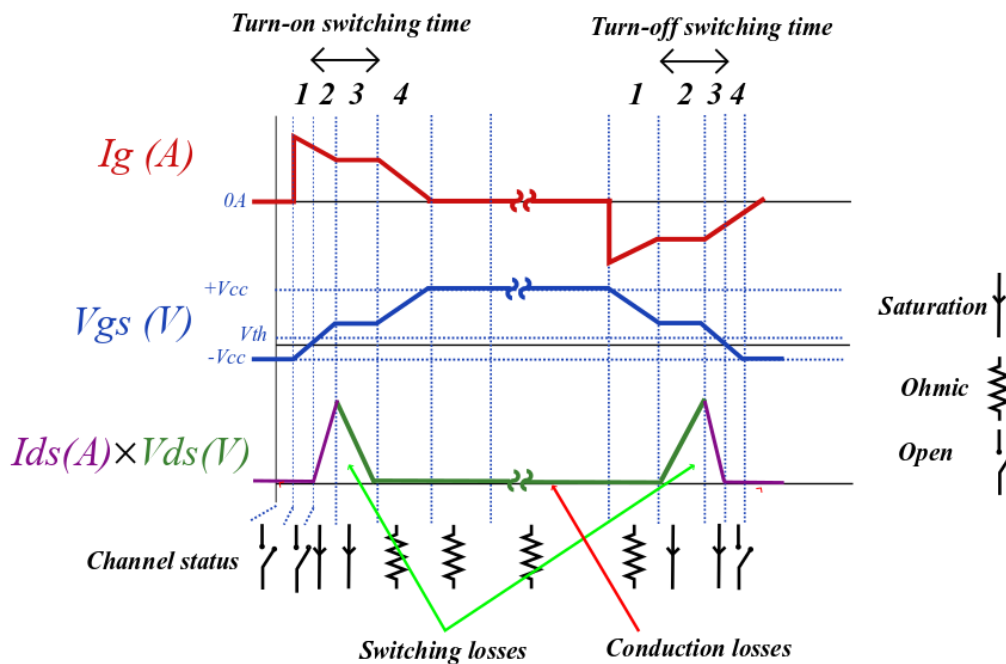 Turn-on switching time
Turn-off switching time
1 2 3 4
1 2 3 4
Ig (A)
0A
+Vcc
Vgs (V)
Vth
-Vcc
Saturation
Ohmic
Ids(A)×Vds(V)
Open
Channel status
Switching losses
Conduction losses